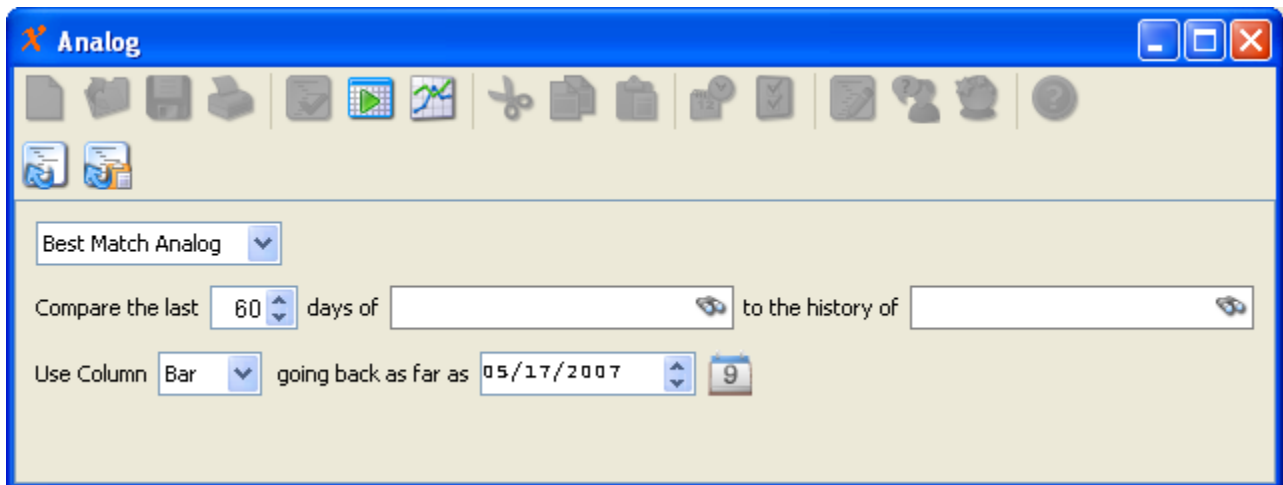 Analog
Best Match Analog
Compare the last 60 days of to the history of
Use Column Bar going back as far as 05/17/2007 9